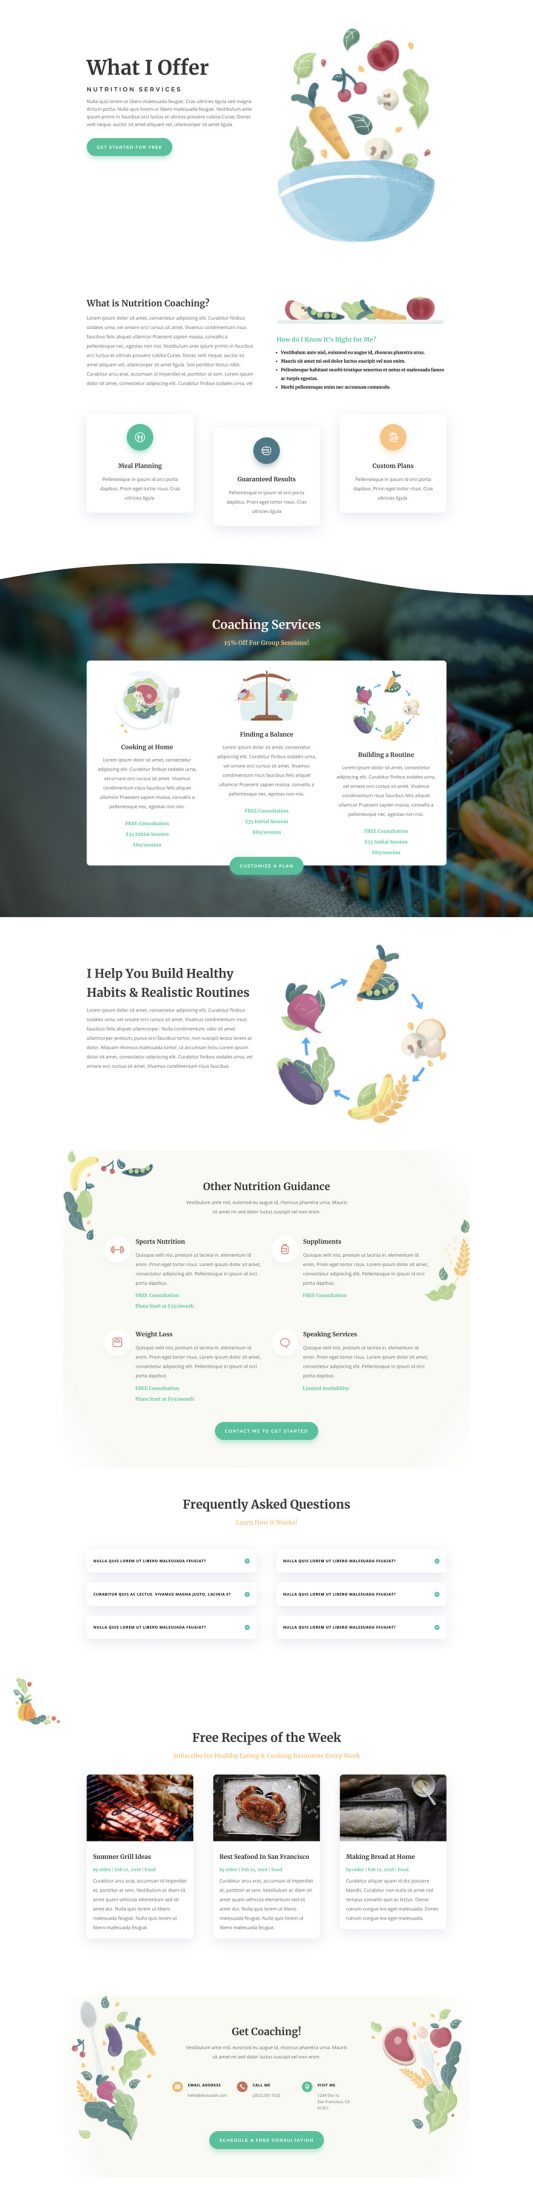 What I Offer
NUTRITION SERVICES
Nulla quis lorem ut libero malesuada feugiat. Cras ultricies ligula sed magna
dictum porta. Nulla quis lorem ut libero malesuada feugiat. Vestibulum ante
ipsum primis in faucibus orci luctus et ultrices posuere cubilia Curae; Donec
velit neque, auctor sit amet aliquam vel, ullamcorper sit amet ligula.
GET STARTED FOR FREE
What is Nutrition Coaching?
Lorem ipsum dolor sit amet, consectetur adipiscing elit. Curabitur finibus
sodales urna, vel ornare orci cursus sit amet. Vivamus
condimentum risus faucibus felis aliquet ullamcorper Praesent sapien massa, convallis a
pellentesque nec, egestas non nisi. Vestibulum ante ipsum primis in faucibus
orci luctus et ultrices posuere cubilia Curae; Donec velit neque, auctor sit
amet aliquam vel, ullamcorper sit amet ligula. Sed porttitor lectus nibh.
Curabitur arcu erat, accumsan id imperdiet et, porttitor at sem. Lorem ipsum
dolor sit amet, consectetur adipiscing elit. Curabitur finibus sodales urna, vel
How do I Know It's Right for Me?
Vestibulum ante nisl, euismod eu augue id, rhoncus pharetra urna.
Mauris sit amet mi sed dolor luctus suscipit vel non enim.
Pellentesque habitant morbi tristique senectus et netus et malesuada fames
ac turpis egestas.
Morbi pellentesque enim nec accumsan commodo.
Meal Planning
Pellentesque in ipsum id orci porta
dapibus. Proin eget tortor risus. Cras
ultricies ligula
Guaranteed Results
Pellentesque in ipsum id orci porta
dapibus. Proin eget tortor risus. Cras
ultricies ligula
Custom Plans
Pellentesque in ipsum id orci porta
dapibus. Proin eget tortor risus. Cras
ultricies ligula
Coaching Services
15% Off For Group Sessions!
Cooking at Home
Lorem ipsum dolor sit amet, consectetur
adipiscing elit. Curabitur finibus sodales urna,
vel ornare orci cursus sit amet. Vivamus
condimentum risus faucibus felis aliquet
ullamcor Praesent sapien massa, convallis a
pellentesque nec, egestas non nisi.
FREE Consultation
$35 Initial Session
$89/session
Finding a Balance
Lorem ipsum dolor sit amet, consectetur
adipiscing elit. Curabitur finibus sodales urna,
vel ornare orci cursus sit amet. Vivamus
condimentum risus faucibus felis aliquet
ullamcor Praesent sapien massa, convallis a
pellentesque nec, egestas non nisi.
FREE Consultation
$35 Initial Session
$89/session
Building a Routine
Lorem ipsum dolor sit amet, consectetur
adipiscing elit. Curabitur finibus sodales urna,
vel ornare orci cursus sit amet. Vivamus
condimentum risus faucibus felis aliquet
ullamcor Praesent sapien massa, convallis a
pellentesque nec, egestas non nisi.
FREE Consultation
$35 Initial Session
$89/session
CUSTOMIZE A PLAN
I Help You Build Healthy
Habits & Realistic Routines
Lorem ipsum dolor sit amet, consectetur adipiscing elit. Curabitur finibus
sodales urna, vel ornare orci cursus sit amet. Vivamus condimentum risus
faucibus felis aliquet ullamcorper. Nulla condimentum, odio sit amet
ullamcorper pretium, purus orci tincidunt lectus lorem at
dolor. Aliquam rhoncus malesuada tortor, ut accumsan lectu Lorem ipsum
dolor sit amet, consectetur adipiscing elit. Curabitur finibus sodales urna, vel
ornare orci cursus sit amet. Vivamus condimentum risus faucibus
Other Nutrition Guidance
Vestibulum ante nisl, euismod eu augue id, rhoncus pharetra urna. Mauris
sit amet mi sed dolor luctus suscipit vel non enim.
Sports Nutrition
Quisque velit nisi, pretium ut lacinia in, elementum id
enim. Proin eget tortor risus. Lorem ipsum dolor sit amet,
consectetur adipiscing elit. Pellentesque in ipsum id orci
porta dapibus.
FREE Consultation
Plans Start at $35/month
Suppliments
Quisque velit nisi, pretium ut lacinia in, elementum id
enim. Proin eget tortor risus. Lorem ipsum dolor sit amet,
consectetur adipiscing elit. Pellentesque in ipsum id orci
porta dapibus.
FREE Consultation
Weight Loss
Quisque velit nisi, pretium ut lacinia in, elementum id
enim. Proin eget tortor risus. Lorem ipsum dolor sit amet,
consectetur adipiscing elit. Pellentesque in ipsum id orci
porta dapibus.
FREE Consultation
Plans Start at $55/month
Speaking Services
Quisque velit nisi, pretium ut lacinia in, elementum id
enim. Proin eget tortor risus. Lorem ipsum dolor sit amet,
consectetur adipiscing elit. Pellentesque in ipsum id orci
porta dapibus.
Limited Availability
CONTACT ME TO GET STARTED
Frequently Asked Questions
Learn How it Works!
NULLA QUIS LOREM UT LIBERO MALESUADA FEUGIAT?
NULLA QUIS LOREM UT LIBERO MALESUADA FEUGIAT?
CURABITUR QUIS AC LECTUS. VIVAMUS MAGNA JUSTO, LACINIA E?
NULLA QUIS LOREM UT LIBERO MALESUADA FEUGIAT?
NULLA QUIS LOREM UT LIBERO MALESUADA FEUGIAT?
NULLA QUIS LOREM UT LIBERO MALESUADA FEUGIAT?
Free Recipes of the Week
Subscribe for Healthy Eating & Cooking Resources Every Week
Summer Grill Ideas
by etdev | Feb 12, 2018 | Food
Curabitur arcu erat, accumsan id imperdiet
et, porttitor at sem. Vestibulum ac diam sit
amet quam vehicula elementum sed sit
amet dui. Nulla quis lorem ut libero
malesuada feugiat. Nulla quis lorem ut
libero malesuada feugiat.
Best Seafood In San Francisco
by etdev | Feb 12, 2018 | Food
Curabitur arcu erat, accumsan id imperdiet
et, porttitor at sem. Vestibulum ac diam sit
amet quam vehicula elementum sed sit
amet dui. Nulla quis lorem ut libero
malesuada feugiat. Nulla quis lorem ut
libero malesuada feugiat.
Making Bread at Home
by etdev | Feb 12, 2018 | Food
Curabitur aliquet quam id dui posuere
blandit. Curabitur non nulla sit amet nisl
tempus convallis quis ac lectus. Donec
rutrum congue leo eget malesuada. Donec
rutrum congue leo eget malesuada.
Get Coaching!
Vestibulum ante nisl, euismod eu augue id, rhoncus pharetra urna. Mauris
sit amet mi sed dolor luctus suscipit vel non enim.
EMAIL ADDRESS
hello@divicoach.com
CALL ME
(252) 235-1522
VISIT ME
1234 Divi st.
San Francisco, CA
91351
SCHEDULE A FREE CONSULTATION